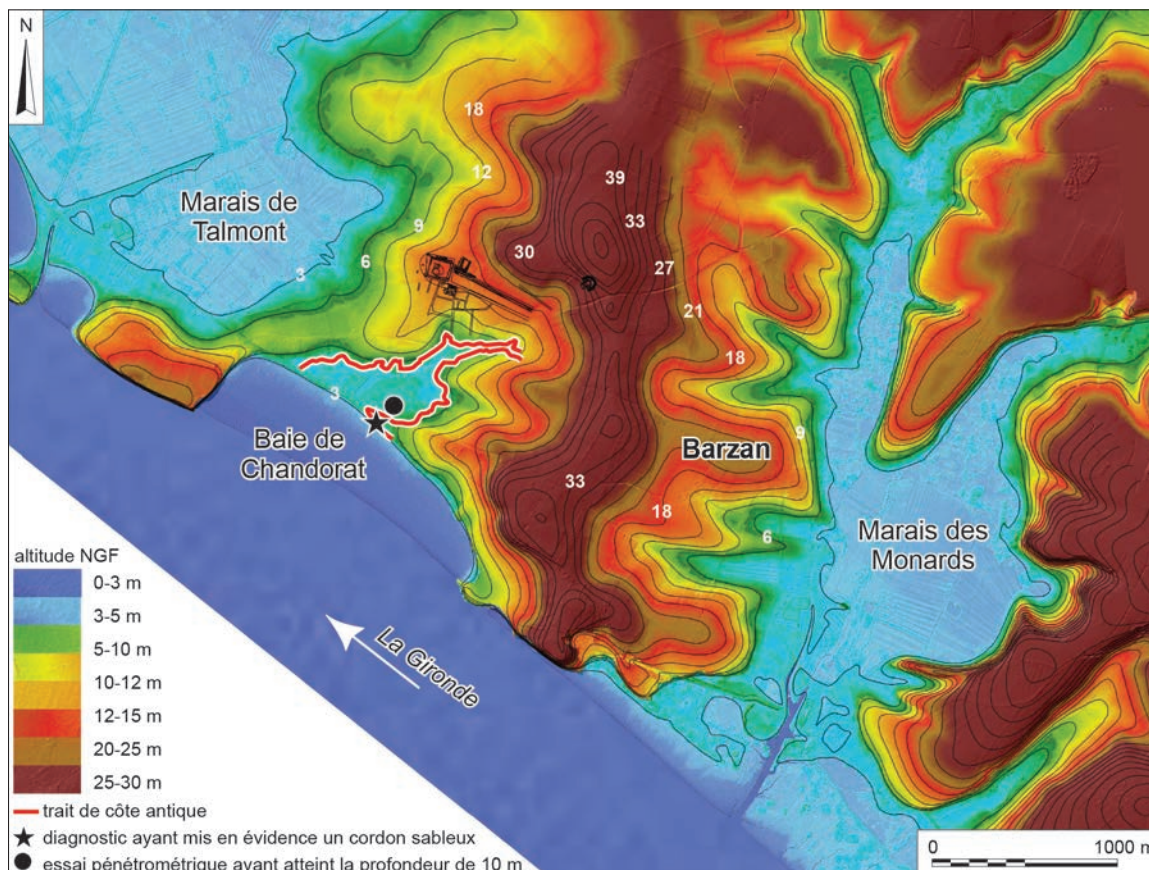 N
18
12
39
Marais de
Talmont
9
33
30
6
3
27
21
18
3
9
Baie de
Chandorat
Barzan
33
18
6
Marais des
Monards
La Gironde
altitude NGF
0-3 m
3-5 m
5-10 m
10-12 m
12-15 m
20-25 m
25-30 m
trait de côte antique
diagnostic ayant mis en évidence un cordon sableux
essai pénétrométrique ayant atteint la profondeur de 10 m
0 1000 m